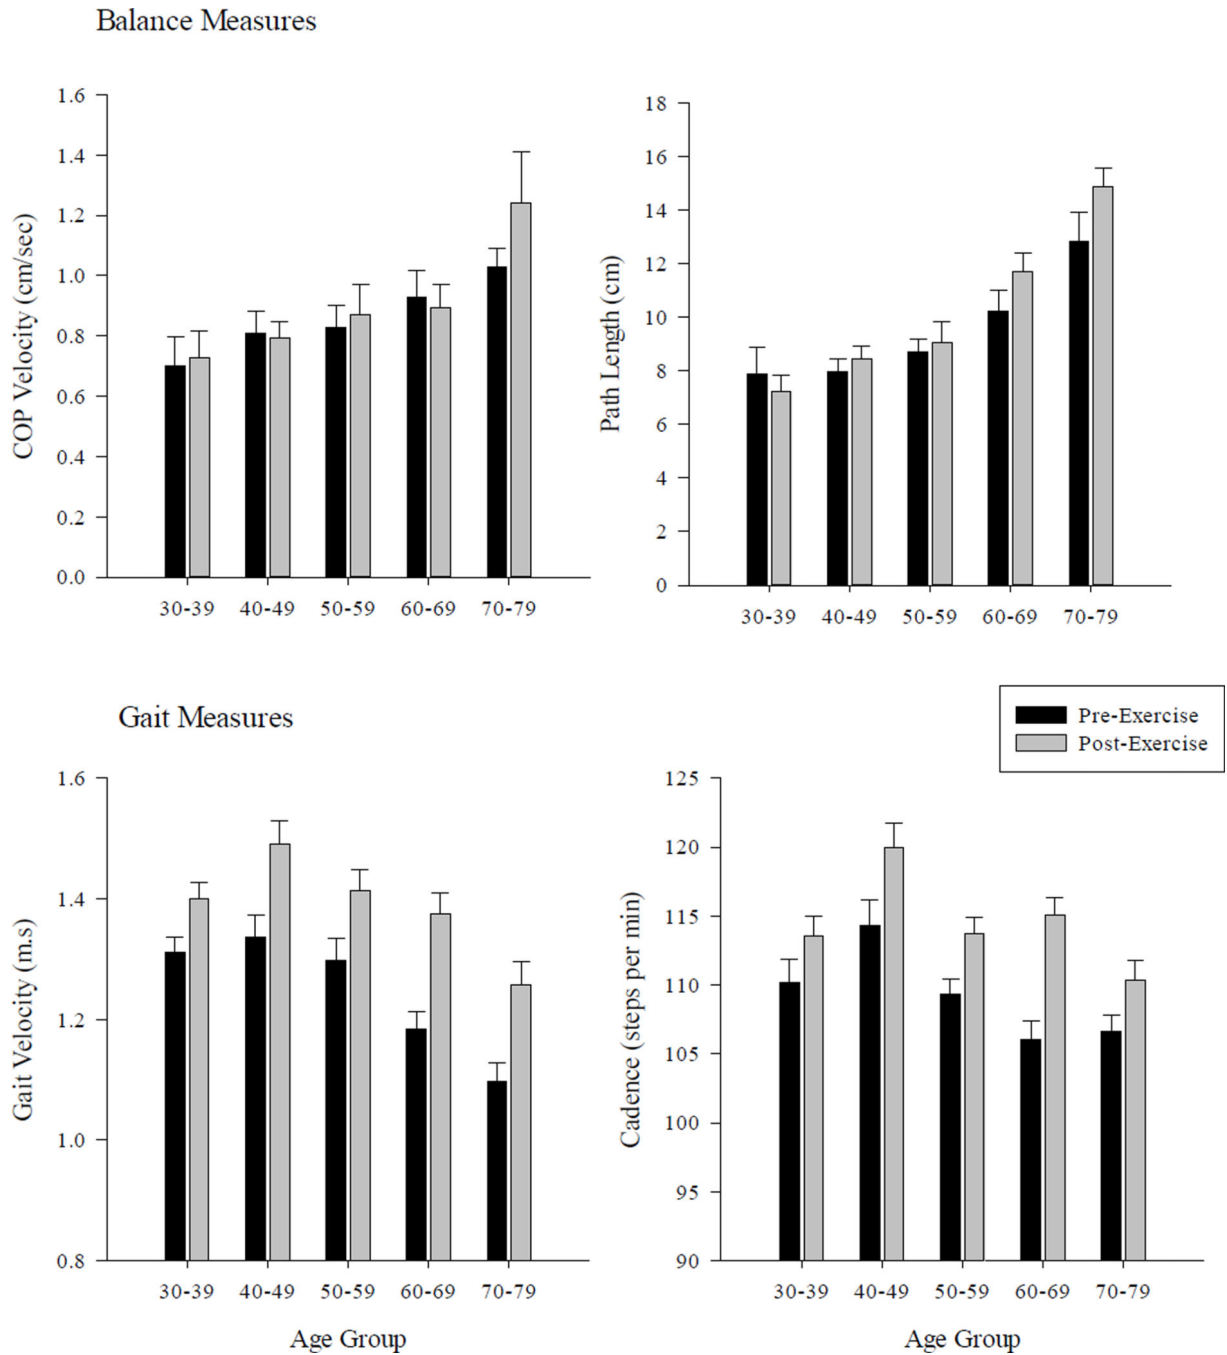 Balance Measures
COP Velocity (cm/sec)
1.6
1.4
1.2
1.0
0.8
0.6
0.4
0.2
0.0
30-39 40-49 50-59 60-69 70-79
Path Length (cm)
18
16
14
12
10
8
6
4
2
0
30-39 40-49 50-59 60-69 70-79
Gait Measures
Pre-Exercise
Post-Exercise
Gait Velocity (m.s)
1.6
1.4
1.2
1.0
0.8
30-39 40-49 50-59 60-69 70-79
Age Group
Cadence (steps per min)
125
120
115
110
105
100
95
90
30-39 40-49 50-59 60-69 70-79
Age Group